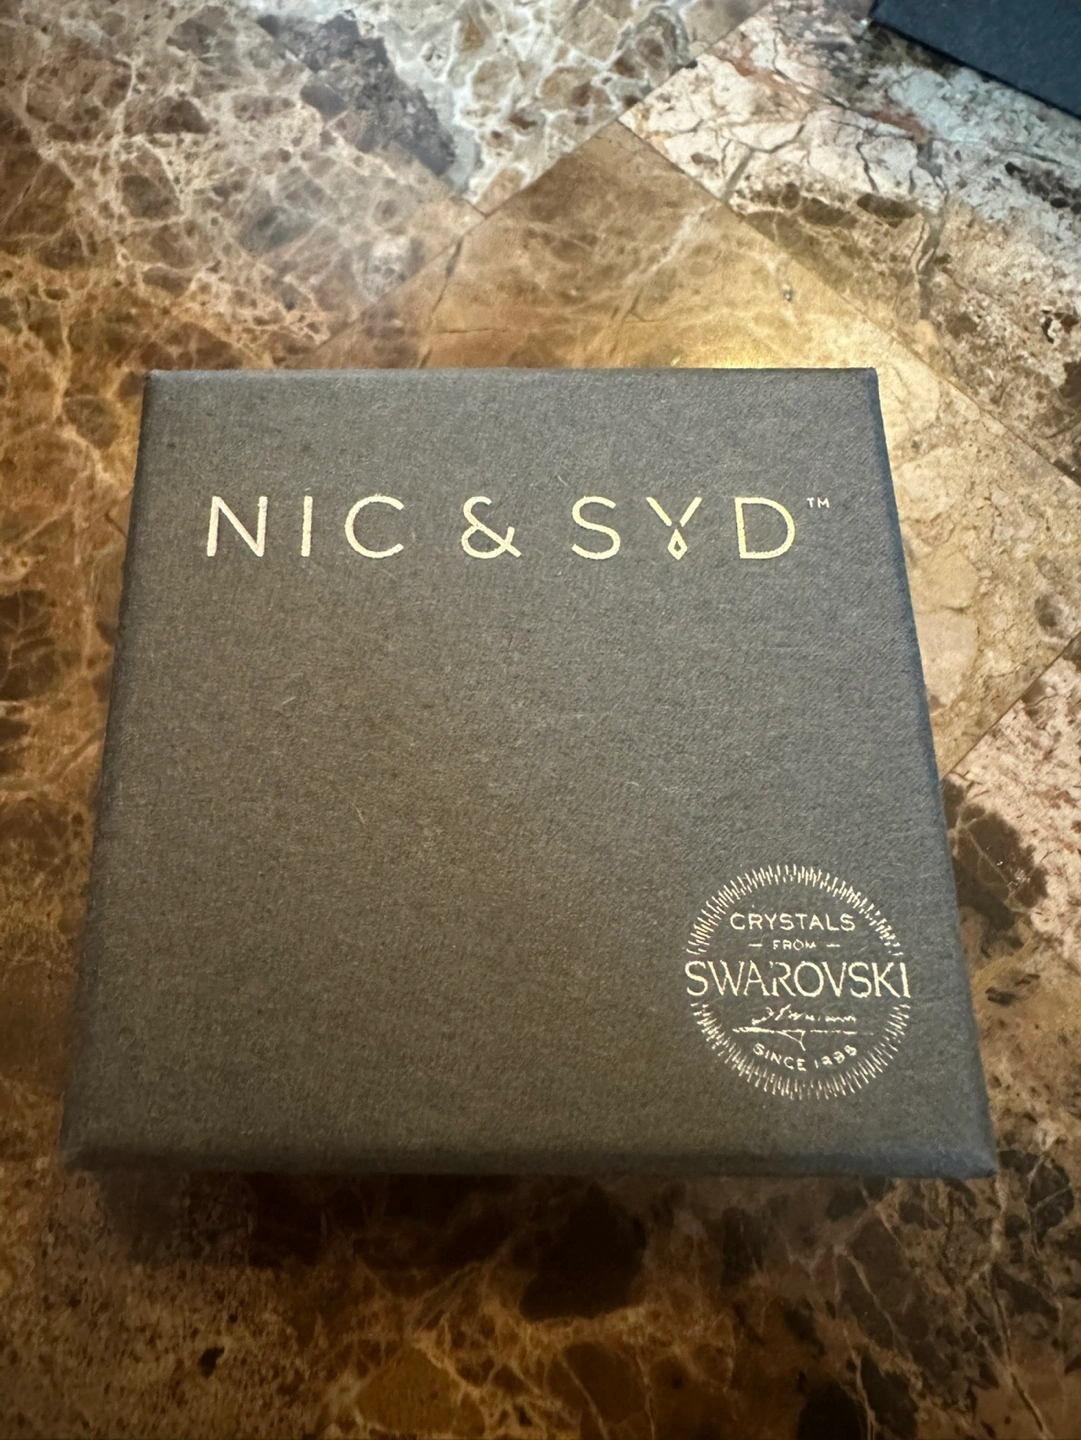 NIC & SYD™
CRYSTALS
FROM
SWAROVSKI
SINCE 1895